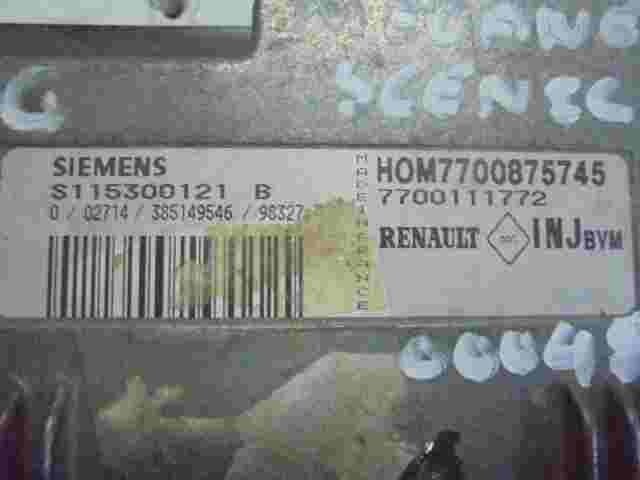 SCENIC
G
SIEMENS
S115300121 B
0 / 02714 / 385149546 / 98327
MADE IN FRANCE
HOM7700875745
7700111772
RENAULT INJ BVM